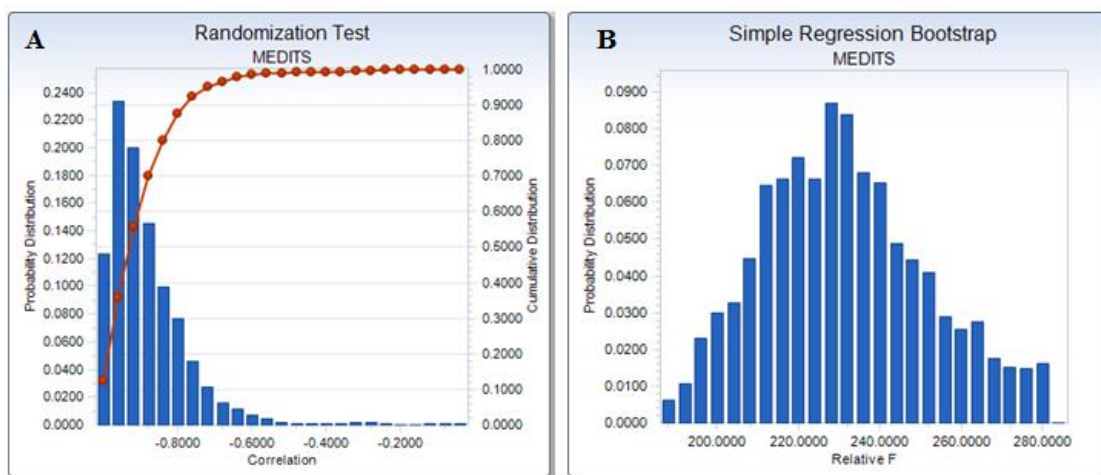 A
Randomization Test
MEDITS
Probability Distribution
0.2400
0.2200
0.2000
0.1800
0.1600
0.1400
0.1200
0.1000
0.0800
0.0600
0.0400
0.0200
0.0000
1.0000
0.9000
0.8000
0.7000
0.6000
0.5000
0.4000
0.3000
0.2000
0.1000
0.0000
Cumulative Distribution
-0.8000 -0.6000 -0.4000 -0.2000
Correlation
B
Simple Regression Bootstrap
MEDITS
Probability Distribution
0.0900
0.0800
0.0700
0.0600
0.0500
0.0400
0.0300
0.0200
0.0100
0.0000
200.0000 220.0000 240.0000 260.0000 280.0000
Relative F